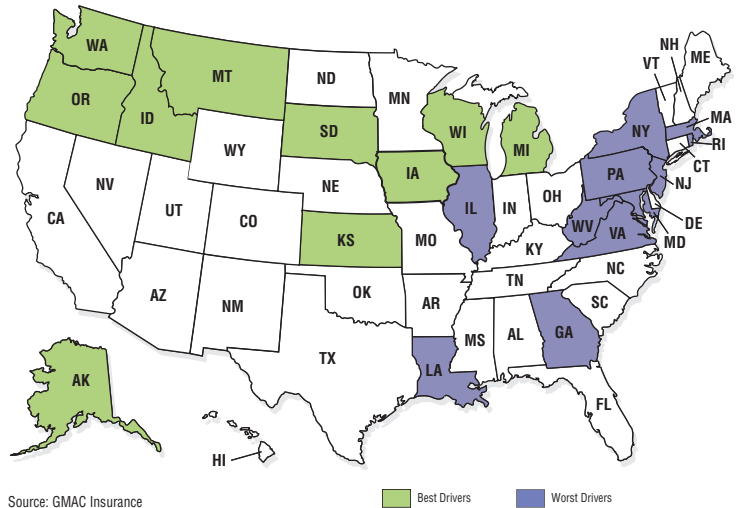 WA
NH
VT
ME
MT
ND
MN
OR
ID
SD
WI
MI
NY
MA
RI
WY
CT
IA
PA
NJ
NE
NV
IL
IN
OH
UT
CO
DE
CA
KS
MO
WV
VA
MD
KY
NC
AZ
NM
OK
TN
AR
SC
MS
AL
GA
TX
LA
AK
FL
HI
Source: GMAC Insurance
Best Drivers
Worst Drivers